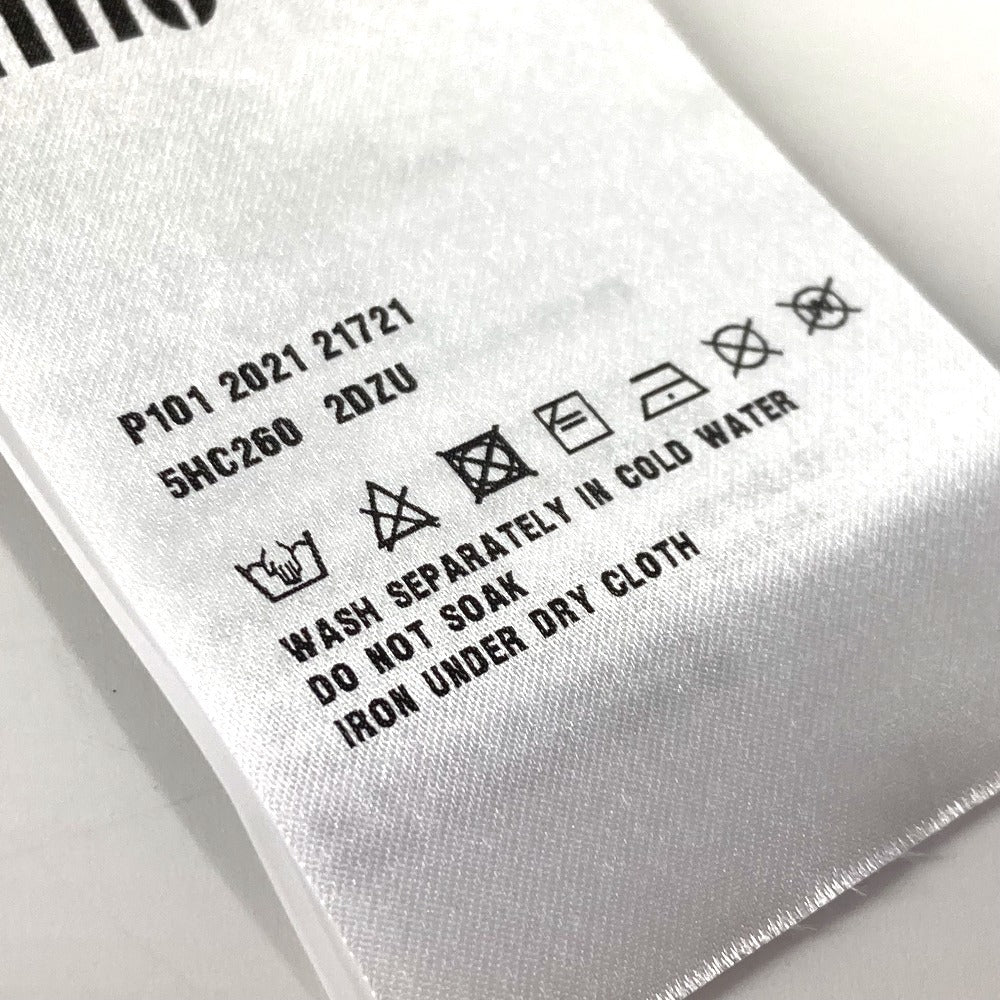 P101 2021 21721
5HC260 2DZU
WASH SEPARATELY IN COLD WATER
DO NOT SOAK
IRON UNDER DRY CLOTH